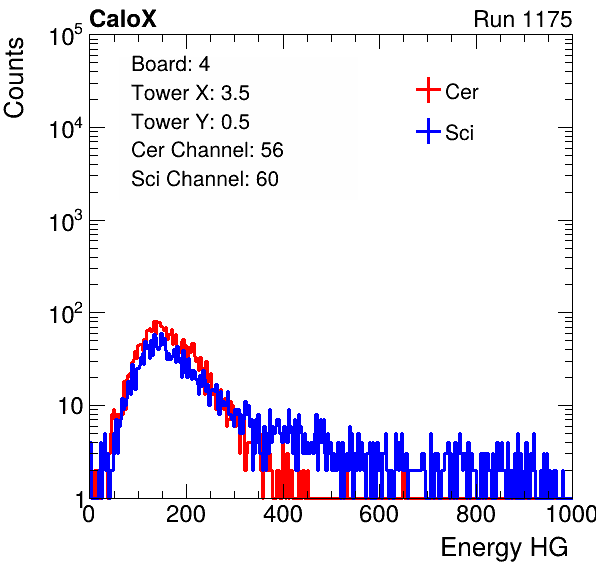 CaloX Run 1175
Counts
10^5
10^4
10^3
10^2
10
1
Board: 4
Tower X: 3.5
Tower Y: 0.5
Cer Channel: 56
Sci Channel: 60
Cer
Sci
0 200 400 600 800 1000
Energy HG